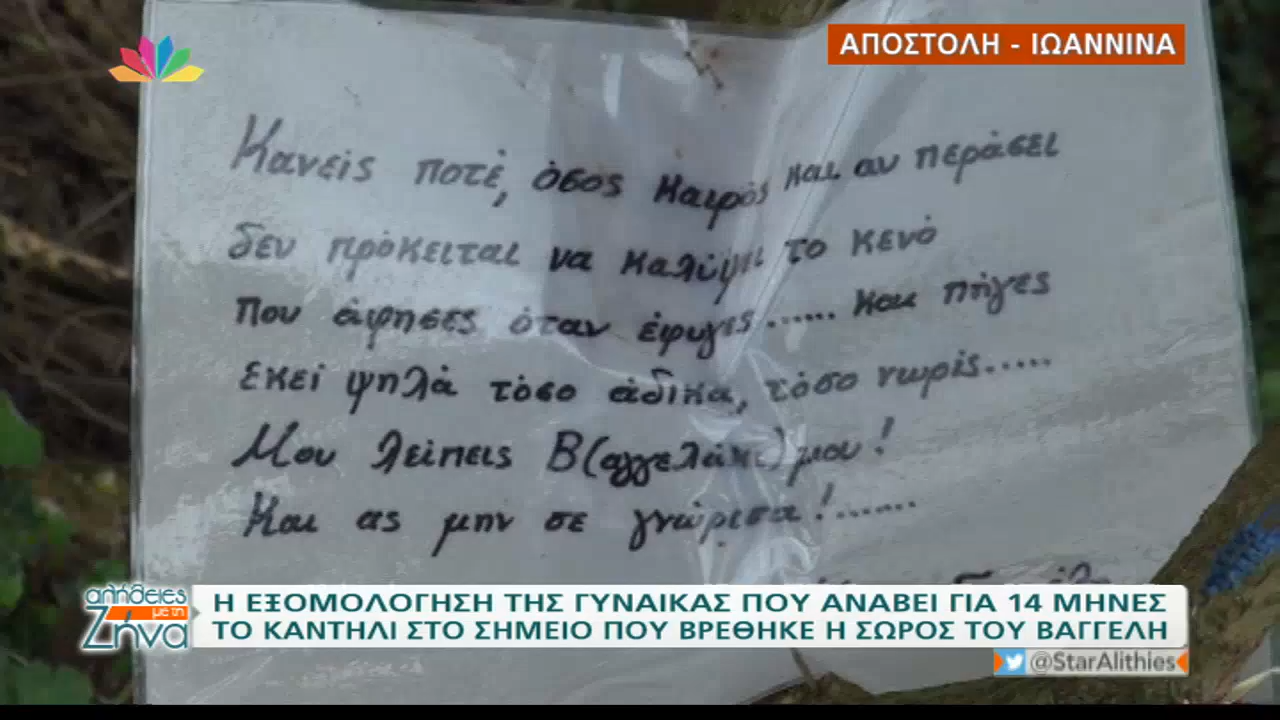 ΑΠΟΣΤΟΛΗ - ΙΩΑΝΝΙΝΑ
Κανείς ποτέ, όσος καιρός και αν περάσει
δεν πρόκειται να καλύψει το κενό
που άφησες όταν έφυγες...... και πήγες
εκεί ψηλά τόσο άδικα, τόσο νωρίς.....
Μου λείπεις Β(αγγελάκι) μου!
Και ας μην σε γνώρισα!.......
αλήθειες
με τη
Ζήνα
Η ΕΞΟΜΟΛΟΓΗΣΗ ΤΗΣ ΓΥΝΑΙΚΑΣ ΠΟΥ ΑΝΑΒΕΙ ΓΙΑ 14 ΜΗΝΕΣ
ΤΟ ΚΑΝΤΗΛΙ ΣΤΟ ΣΗΜΕΙΟ ΠΟΥ ΒΡΕΘΗΚΕ Η ΣΩΡΟΣ ΤΟΥ ΒΑΓΓΕΛΗ
@StarAlithies